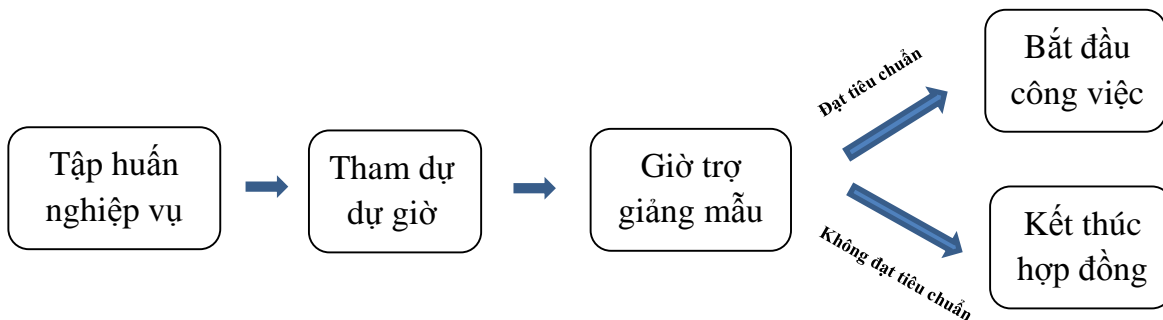 Tập huấn
nghiệp vụ
Tham dự
dự giờ
Giờ trợ
giảng mẫu
Đạt tiêu chuẩn
Bắt đầu
công việc
Không đạt tiêu chuẩn
Kết thúc
hợp đồng